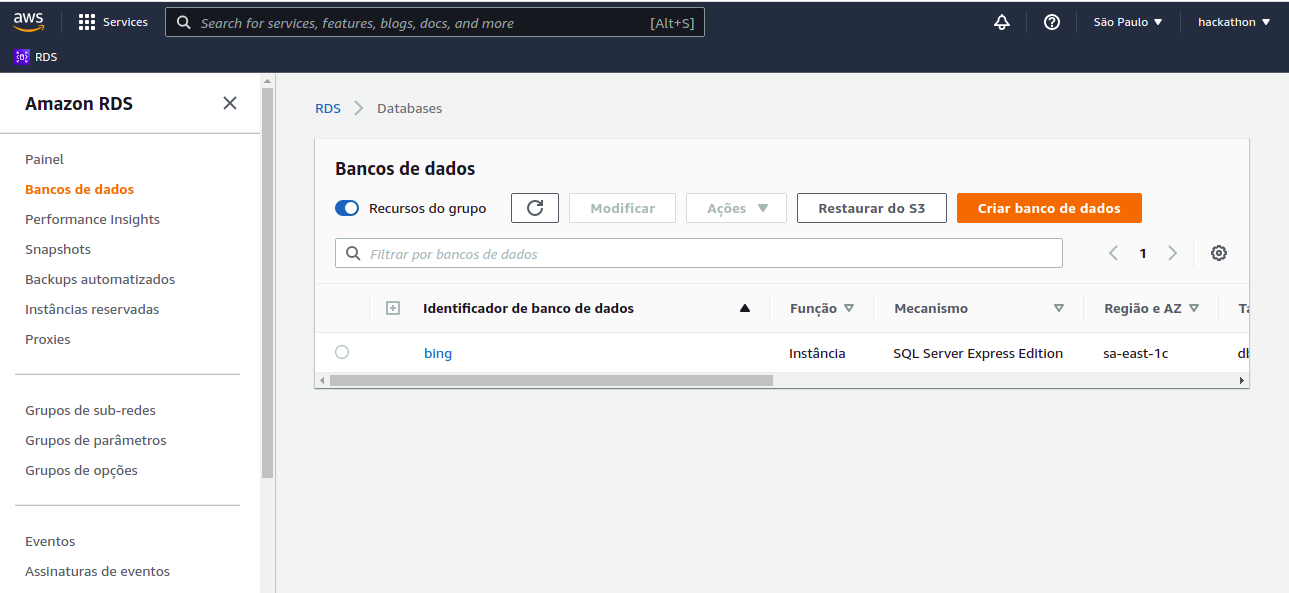 aws
Services
Search for services, features, blogs, docs, and more
[Alt+S]
São Paulo
hackathon
RDS
Amazon RDS
Painel
Bancos de dados
Performance Insights
Snapshots
Backups automatizados
Instâncias reservadas
Proxies
Grupos de sub-redes
Grupos de parâmetros
Grupos de opções
Eventos
Assinaturas de eventos
RDS
Databases
Bancos de dados
Recursos do grupo
Modificar
Ações
Restaurar do S3
Criar banco de dados
Filtrar por bancos de dados
1
Identificador de banco de dados
Função
Mecanismo
Região e AZ
bing
Instância
SQL Server Express Edition
sa-east-1c